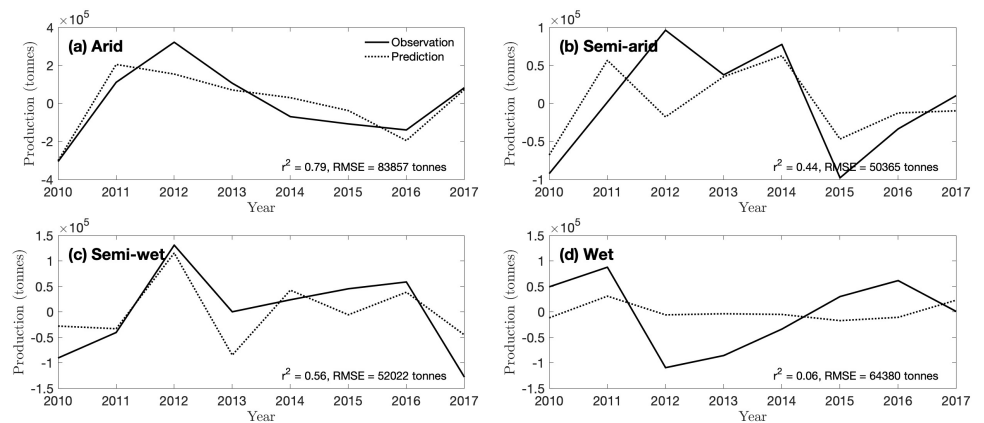 ×10⁵
(a) Arid
Observation
Prediction
Production (tonnes)
4
2
0
-2
-4
r² = 0.79, RMSE = 83857 tonnes
2010 2011 2012 2013 2014 2015 2016 2017
Year
×10⁵
(b) Semi-arid
Production (tonnes)
1
0.5
0
-0.5
-1
r² = 0.44, RMSE = 50365 tonnes
2010 2011 2012 2013 2014 2015 2016 2017
Year
×10⁵
(c) Semi-wet
Production (tonnes)
1.5
1
0.5
0
-0.5
-1
-1.5
r² = 0.56, RMSE = 52022 tonnes
2010 2011 2012 2013 2014 2015 2016 2017
Year
×10⁵
(d) Wet
Production (tonnes)
1.5
1
0.5
0
-0.5
-1
-1.5
r² = 0.06, RMSE = 64380 tonnes
2010 2011 2012 2013 2014 2015 2016 2017
Year